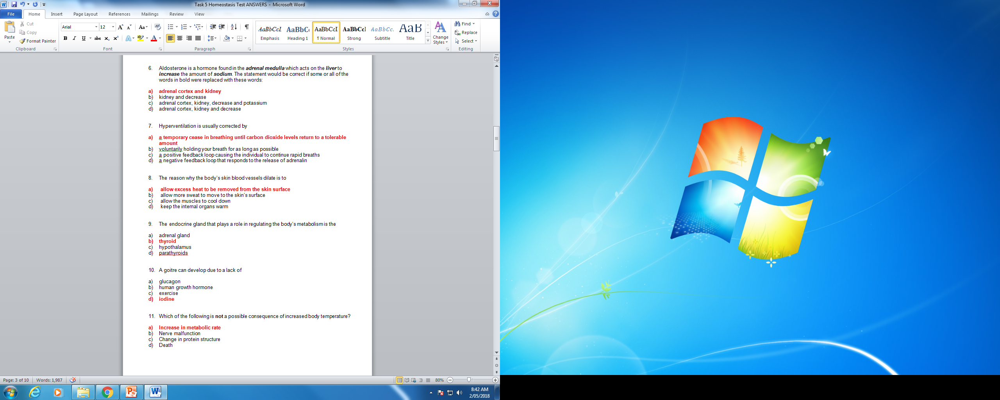 Task 5 Homeostasis Test ANSWERS - Microsoft Word
File Home Insert Page Layout References Mailings Review View
Paste
Cut
Copy
Format Painter
Clipboard
Arial 12
Font
Paragraph
AaBbCcI AaBbC AaBbCcI AaBbCcI AaBbCc. AaB
Emphasis Heading 1 ¶ Normal Strong Subtitle Title
Change Styles
Styles
Find
Replace
Select
Editing
6. Aldosterone is a hormone found in the adrenal medulla which acts on the liver to
increase the amount of sodium. The statement would be correct if some or all of the
words in bold were replaced with these words:
a) adrenal cortex and kidney
b) kidney and decrease
c) adrenal cortex, kidney, decrease and potassium
d) adrenal cortex, kidney and decrease
7. Hyperventilation is usually corrected by
a) a temporary cease in breathing until carbon dioxide levels return to a tolerable
amount
b) voluntarily holding your breath for as long as possible
c) a positive feedback loop causing the individual to continue rapid breaths
d) a negative feedback loop that responds to the release of adrenalin
8. The reason why the body's skin blood vessels dilate is to
a) allow excess heat to be removed from the skin surface
b) allow more sweat to move to the skin's surface
c) allow the muscles to cool down
d) keep the internal organs warm
9. The endocrine gland that plays a role in regulating the body's metabolism is the
a) adrenal gland
b) thyroid
c) hypothalamus
d) parathyroids
10. A goitre can develop due to a lack of
a) glucagon
b) human growth hormone
c) exercise
d) iodine
11. Which of the following is not a possible consequence of increased body temperature?
a) Increase in metabolic rate
b) Nerve malfunction
c) Change in protein structure
d) Death
Page: 3 of 10 Words: 1,987 80%
8:42 AM
2/05/2018